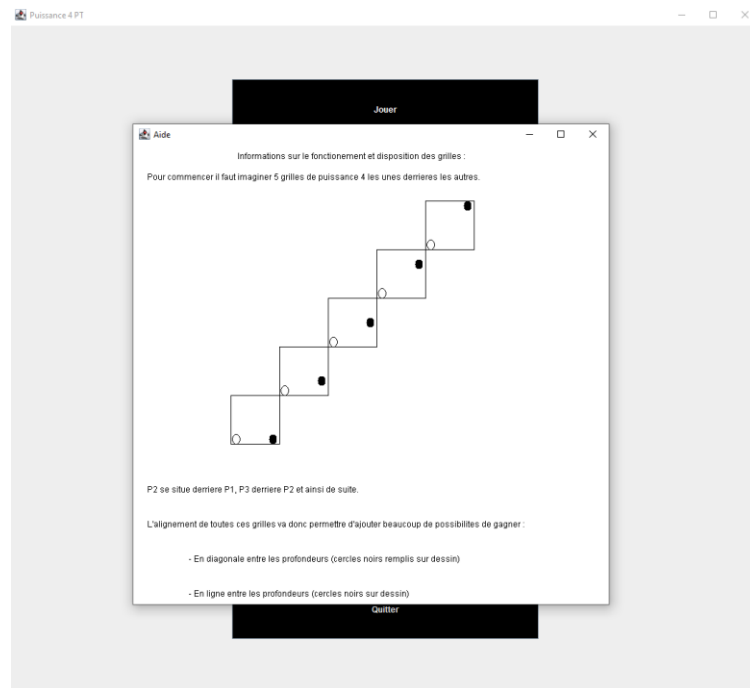 Puissance 4 PT
Jouer
Aide
Informations sur le fonctionement et disposition des grilles :
Pour commencer il faut imaginer 5 grilles de puissance 4 les unes derrieres les autres.
P2 se situe derriere P1, P3 derriere P2 et ainsi de suite.
L'alignement de toutes ces grilles va donc permettre d'ajouter beaucoup de possibilites de gagner :
- En diagonale entre les profondeurs (cercles noirs remplis sur dessin)
- En ligne entre les profondeurs (cercles noirs sur dessin)
Quitter